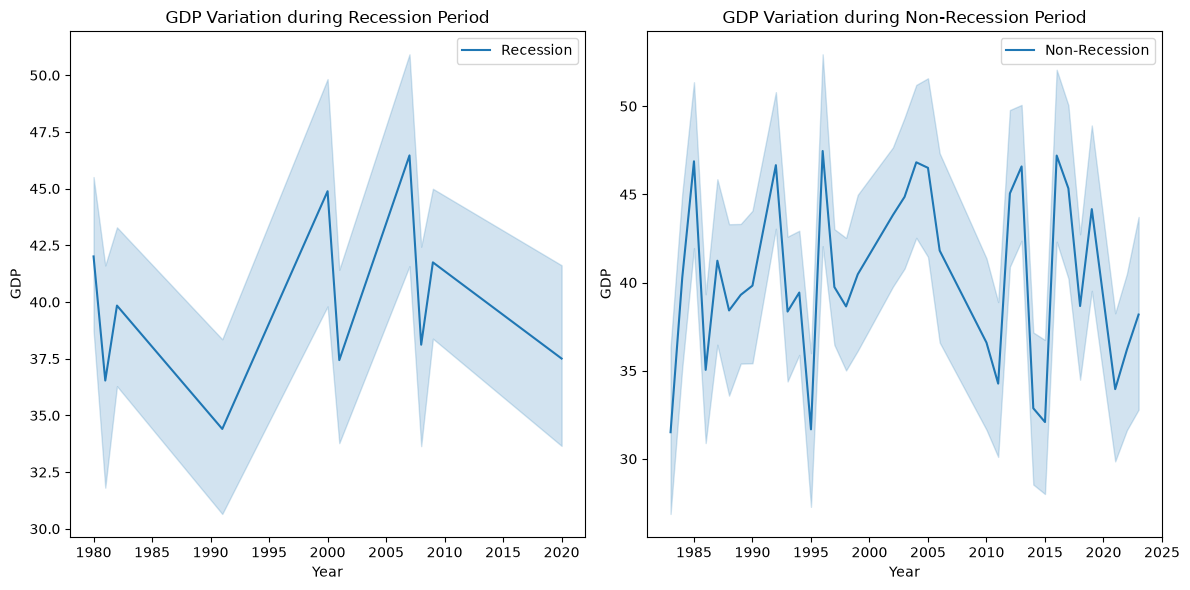 GDP Variation during Recession Period
Recession
50.0
47.5
45.0
42.5
40.0
37.5
35.0
32.5
30.0
GDP
1980 1985 1990 1995 2000 2005 2010 2015 2020
Year
GDP Variation during Non-Recession Period
Non-Recession
50
45
40
35
30
GDP
1985 1990 1995 2000 2005 2010 2015 2020 2025
Year